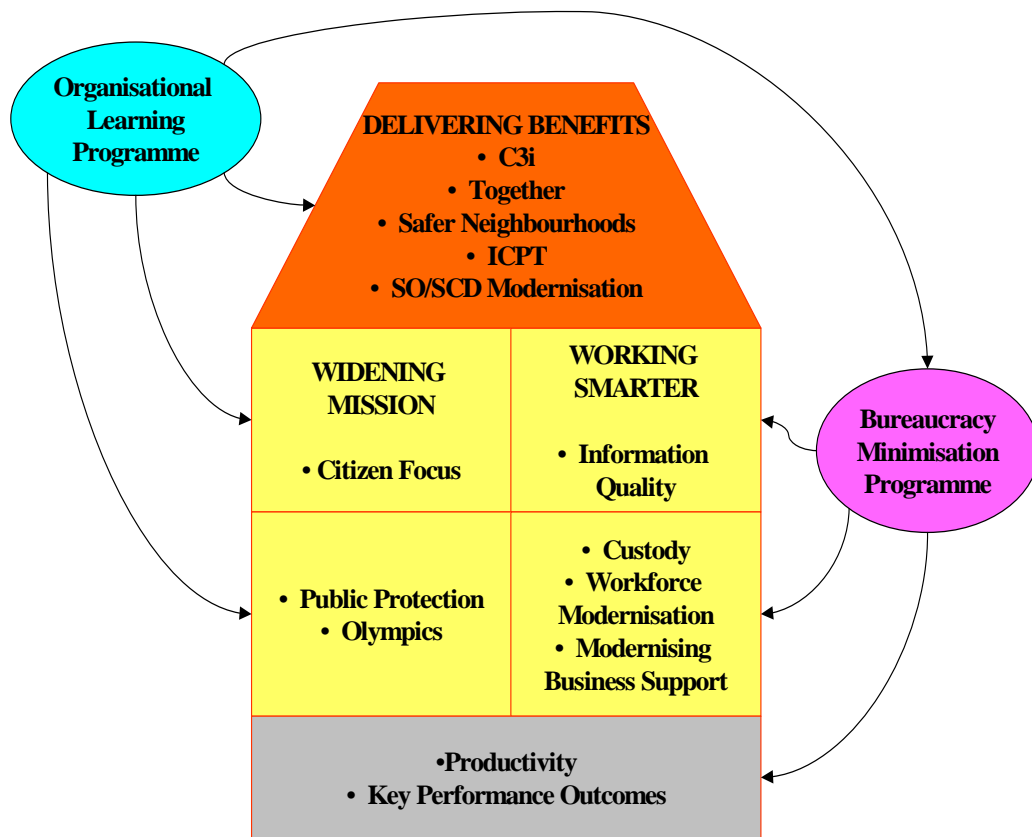 Organisational
Learning
Programme
DELIVERING BENEFITS
• C3i
• Together
• Safer Neighbourhoods
• ICPT
• SO/SCD Modernisation
WIDENING
MISSION
• Citizen Focus
WORKING
SMARTER
• Information
Quality
Bureaucracy
Minimisation
Programme
• Public Protection
• Olympics
• Custody
• Workforce
Modernisation
• Modernising
Business Support
•Productivity
• Key Performance Outcomes